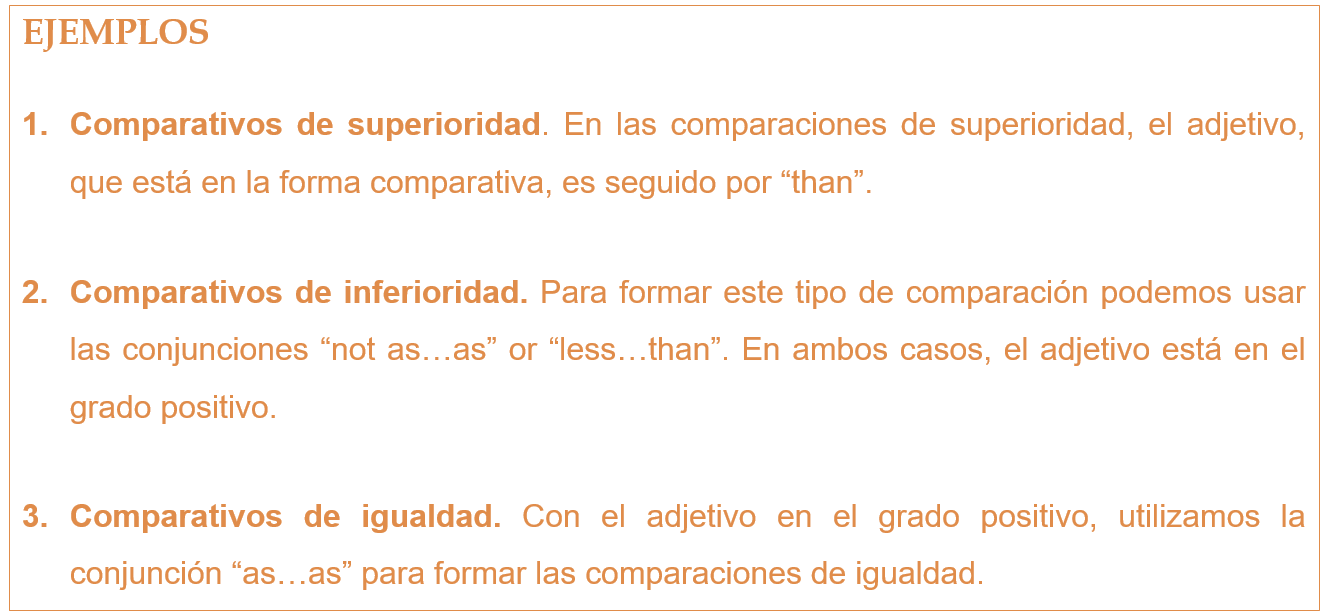 EJEMPLOS
1. Comparativos de superioridad. En las comparaciones de superioridad, el adjetivo,
que está en la forma comparativa, es seguido por “than”.
2. Comparativos de inferioridad. Para formar este tipo de comparación podemos usar
las conjunciones “not as…as” or “less…than”. En ambos casos, el adjetivo está en el
grado positivo.
3. Comparativos de igualdad. Con el adjetivo en el grado positivo, utilizamos la
conjunción “as…as” para formar las comparaciones de igualdad.